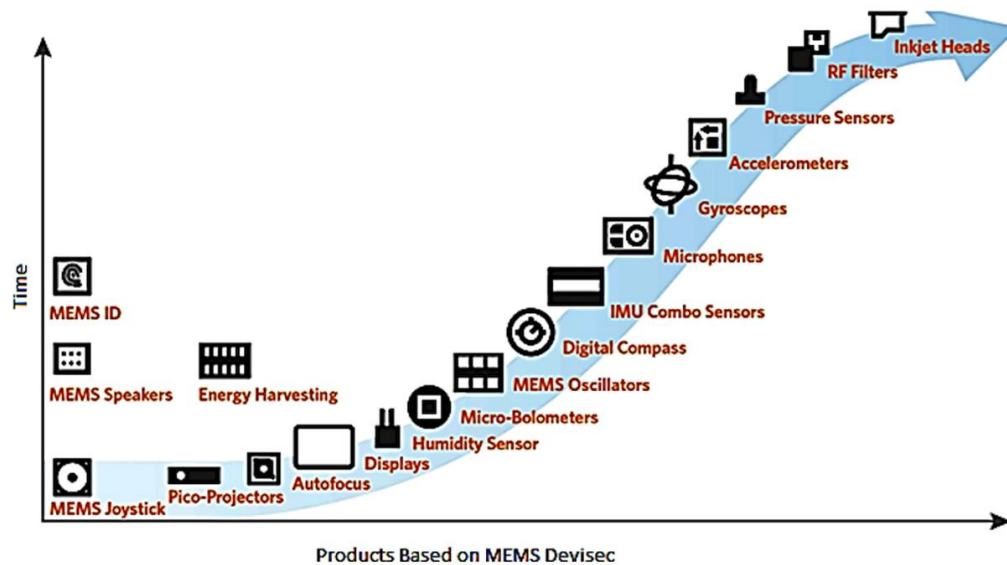 Inkjet Heads
RF Filters
Pressure Sensors
Accelerometers
Gyroscopes
Microphones
Time
MEMS ID
IMU Combo Sensors
Digital Compass
MEMS Speakers
Energy Harvesting
MEMS Oscillators
Micro-Bolometers
Humidity Sensor
Displays
Autofocus
Pico-Projectors
MEMS Joystick
Products Based on MEMS Devisec